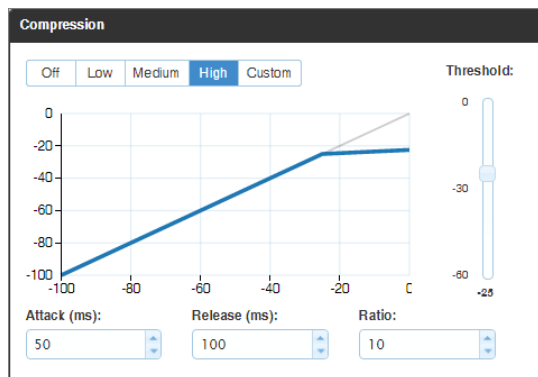 Compression
Off Low Medium High Custom
Threshold:
0
-20
-40
-60
-80
-100
-100 -80 -60 -40 -20
0
-30
-60
-25
Attack (ms): Release (ms): Ratio:
50 100 10